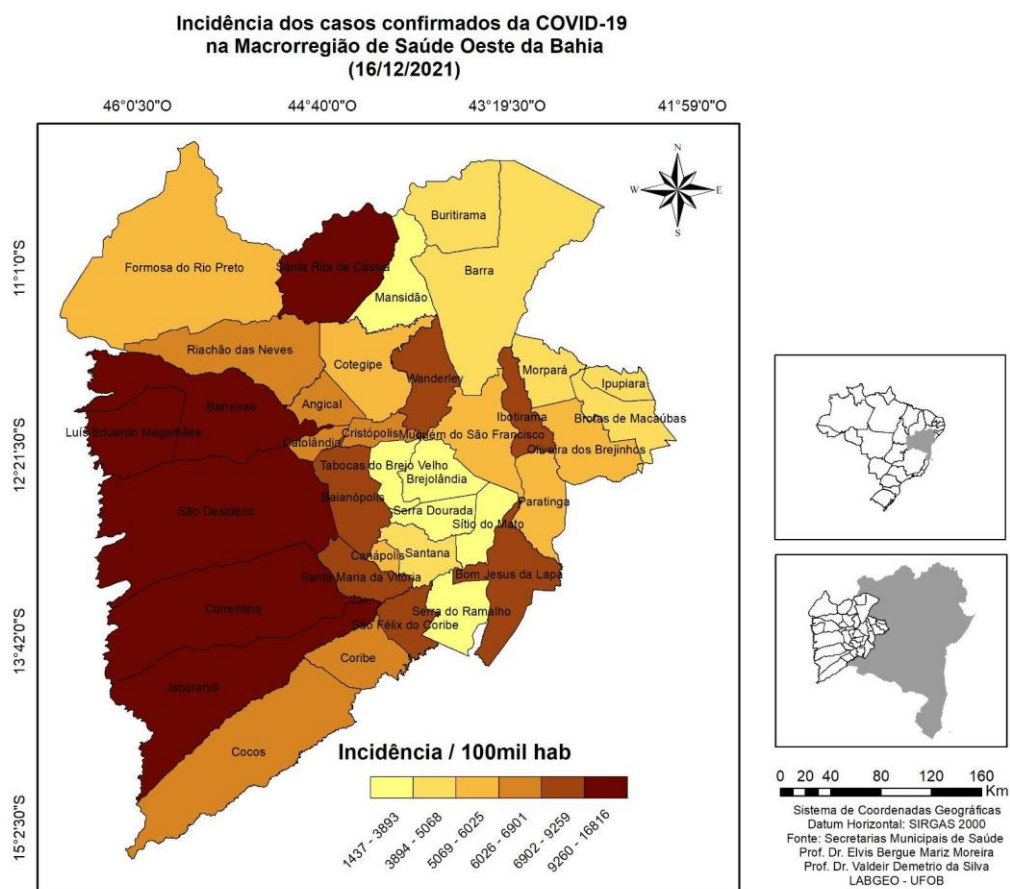 Incidência dos casos confirmados da COVID-19
na Macrorregião de Saúde Oeste da Bahia
(16/12/2021)
46°0'30"O 44°40'0"O 43°19'30"O 41°59'0"O
N
W E
S
11°1'0"S
12°21'30"S
13°42'0"S
15°2'30"S
Buritirama
Formosa do Rio Preto
Santa Rita de Cássia
Barra
Mansidão
Riachão das Neves
Cotegipe
Wanderley
Morpará
Ipupiara
Angical
Barreiras
Ibotirama
Brotas de Macaúbas
Luís Eduardo Magalhães
Cristópolis
Muquém do São Francisco
Catolândia
Oliveira dos Brejinhos
Tabocas do Brejo Velho
Brejolândia
Baianópolis
Paratinga
São Desidério
Serra Dourada
Sítio do Mato
Canápolis
Santana
Santa Maria da Vitória
Bom Jesus da Lapa
Correntina
Serra do Ramalho
São Félix do Coribe
Coribe
Jaborandi
Cocos
Incidência / 100mil hab
1437 - 3893
3894 - 5068
5069 - 6025
6026 - 6901
6902 - 9259
9260 - 16816
0 20 40 80 120 160
Km
Sistema de Coordenadas Geográficas
Datum Horizontal: SIRGAS 2000
Fonte: Secretarias Municipais de Saúde
Prof. Dr. Elvis Bergue Mariz Moreira
Prof. Dr. Valdeir Demetrio da Silva
LABGEO - UFOB